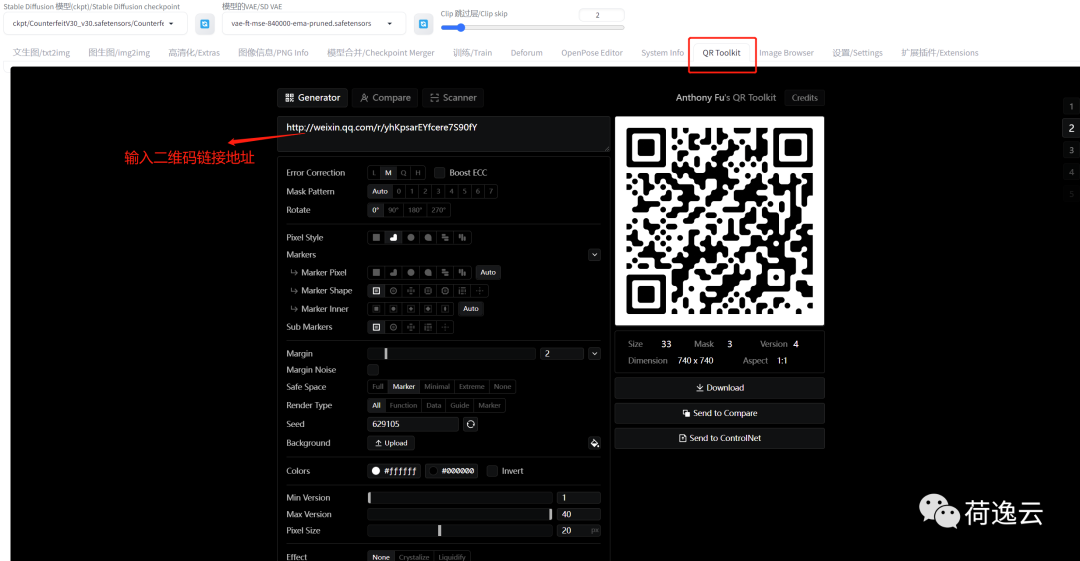 Stable Diffusion 模型(ckpt)/Stable Diffusion checkpoint
模型的VAE/SD VAE
Clip 跳过层/Clip skip
2
ckpt/CounterfeitV30_v30.safetensors/Counterfe
vae-ft-mse-840000-ema-pruned.safetensors
文生图/txt2img 图生图/img2img 高清化/Extras 图像信息/PNG Info 模型合并/Checkpoint Merger 训练/Train Deforum OpenPose Editor System Info QR Toolkit Image Browser 设置/Settings 扩展插件/Extensions
Generator Compare Scanner
Anthony Fu's QR Toolkit Credits
http://weixin.qq.com/r/yhKpsarEYfcere7S90fY
输入二维码链接地址
Error Correction L M Q H Boost ECC
Mask Pattern Auto 0 1 2 3 4 5 6 7
Rotate 0° 90° 180° 270°
Pixel Style
Markers
Marker Pixel Auto
Marker Shape
Marker Inner Auto
Sub Markers
Margin 2
Margin Noise
Safe Space Full Marker Minimal Extreme None
Render Type All Function Data Guide Marker
Seed 629105
Background Upload
Colors #ffffff #000000 Invert
Min Version 1
Max Version 40
Pixel Size 20 px
Effect None Crystalize Liquidify
Size 33 Mask 3 Version 4
Dimension 740 x 740 Aspect 1:1
Download
Send to Compare
Send to ControlNet
1
2
3
4
5
荷逸云